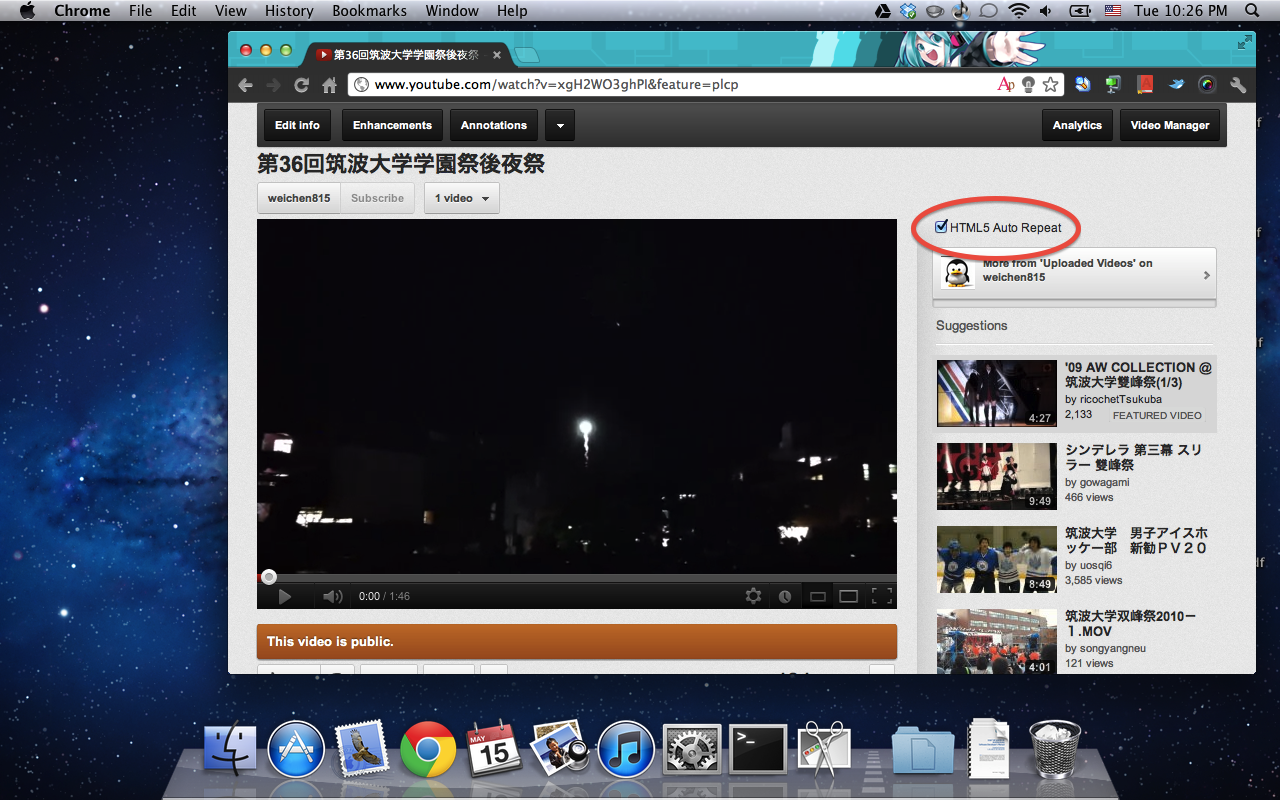 Chrome File Edit View History Bookmarks Window Help Tue 10:26 PM
第36回筑波大学学園祭後夜祭
www.youtube.com/watch?v=xgH2WO3ghPI&feature=plcp
Edit info Enhancements Annotations Analytics Video Manager
第36回筑波大学学園祭後夜祭
weichen815 Subscribe 1 video
HTML5 Auto Repeat
More from 'Uploaded Videos' on
weichen815
Suggestions
'09 AW COLLECTION @
筑波大学雙峰祭(1/3)
by ricochetTsukuba
2,133 FEATURED VIDEO
4:27
シンデレラ 第三幕 スリ
ラー 雙峰祭
by gowagami
466 views
9:49
筑波大学　男子アイスホ
ッケー部　新勧ＰＶ２０
by uosqi6
3,585 views
8:49
筑波大学双峰祭2010－
１.MOV
by songyangneu
121 views
4:01
0:00 / 1:46
This video is public.
MAY
15